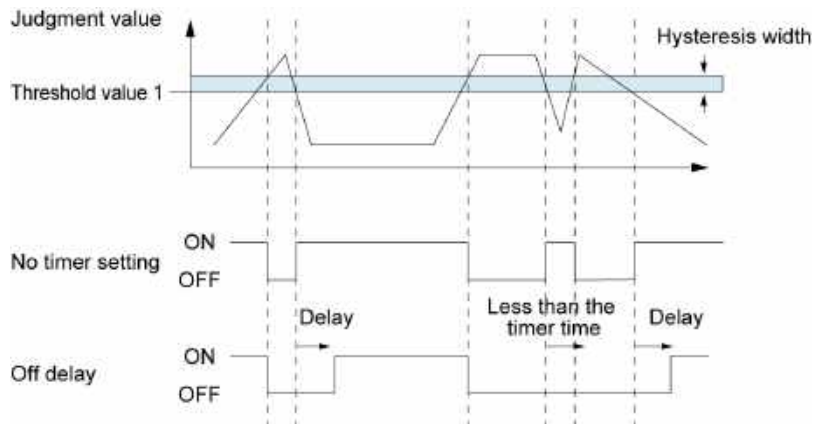 Judgment value
Hysteresis width
Threshold value 1
ON
No timer setting
OFF
Delay
Less than the
timer time
Delay
ON
Off delay
OFF